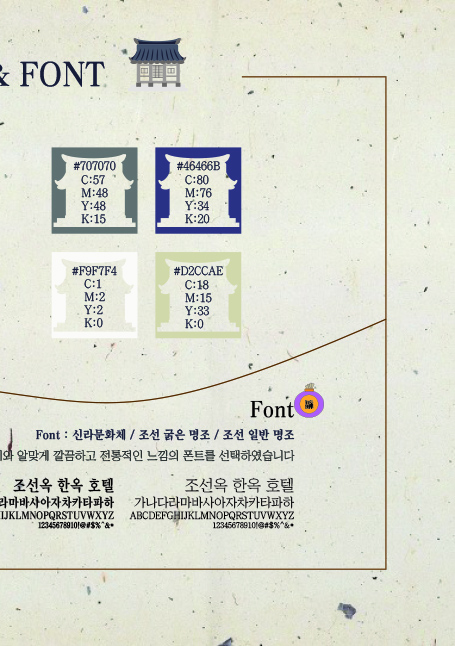 & FONT
#707070
C:57
M:48
Y:48
K:15
#46466B
C:80
M:76
Y:34
K:20
#F9F7F4
C:1
M:2
Y:2
K:0
#D2CCAE
C:18
M:15
Y:33
K:0
Font
Font : 신라문화체 / 조선 굵은 명조 / 조선 일반 명조
알맞게 깔끔하고 전통적인 느낌의 폰트를 선택하였습니다
조선옥 한옥 호텔
라마바사아자차카타파하
IJKLMNOPQRSTUVWXYZ
12345678910!@#$%^&*
조선옥 한옥 호텔
가나다라마바사아자차카타파하
ABCDEFGHIJKLMNOPQRSTUVWXYZ
12345678910!@#$%^&*